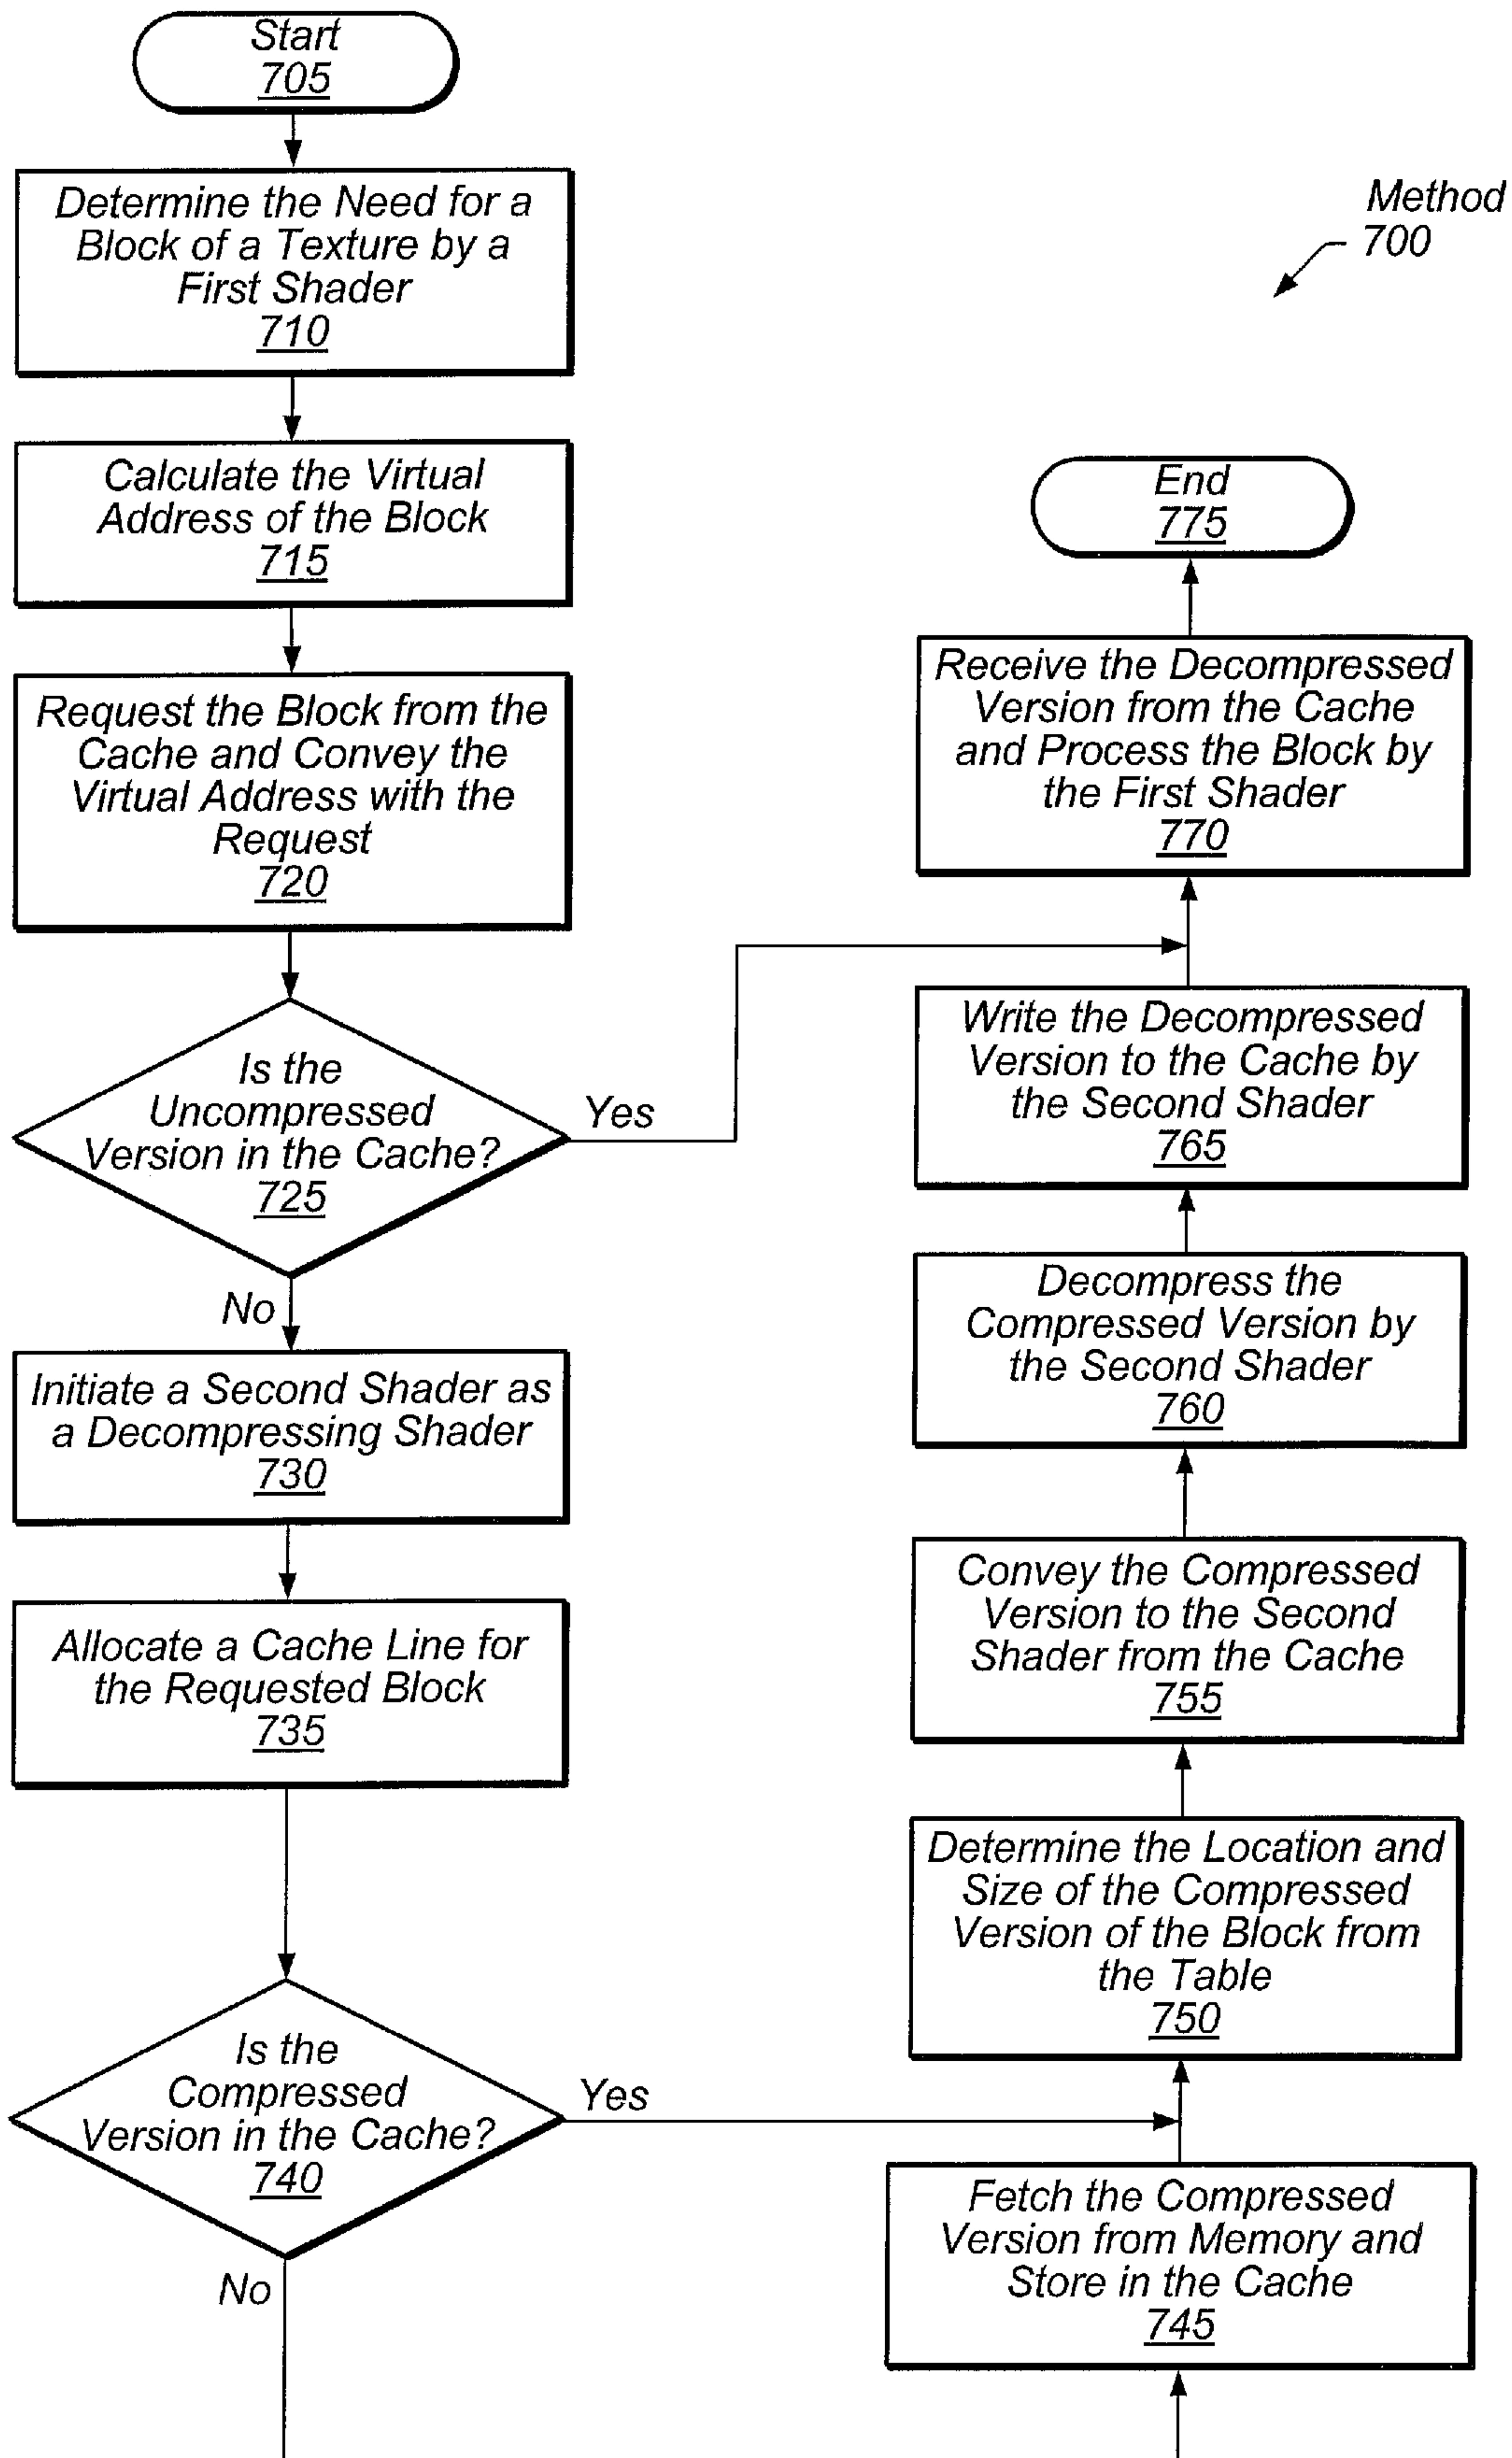 Start
705
Determine the Need for a
Block of a Texture by a
First Shader
710
Calculate the Virtual
Address of the Block
715
Request the Block from the
Cache and Convey the
Virtual Address with the
Request
720
Is the
Uncompressed
Version in the Cache?
725
Yes
No
Initiate a Second Shader as
a Decompressing Shader
730
Allocate a Cache Line for
the Requested Block
735
Is the
Compressed
Version in the Cache?
740
Yes
No
Method
700
End
775
Receive the Decompressed
Version from the Cache
and Process the Block by
the First Shader
770
Write the Decompressed
Version to the Cache by
the Second Shader
765
Decompress the
Compressed Version by
the Second Shader
760
Convey the Compressed
Version to the Second
Shader from the Cache
755
Determine the Location and
Size of the Compressed
Version of the Block from
the Table
750
Fetch the Compressed
Version from Memory and
Store in the Cache
745